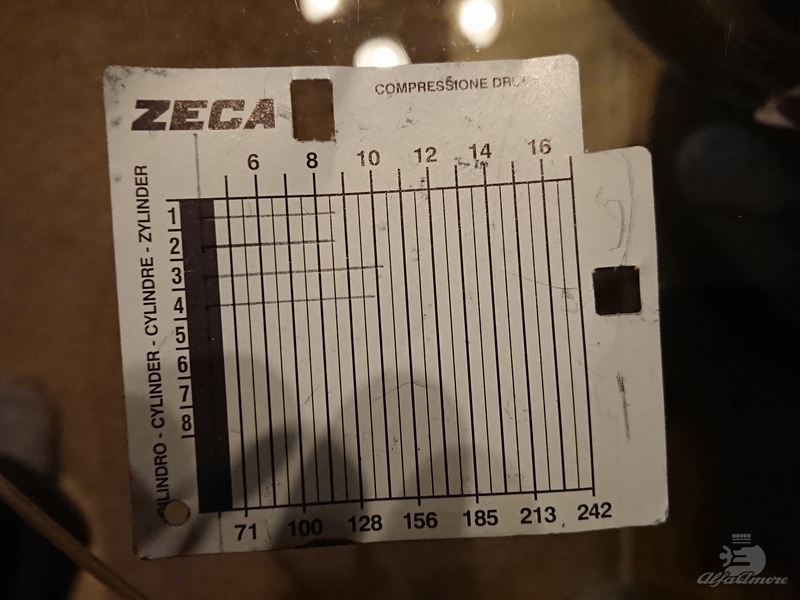 ZECA
COMPRESSIONE
6 8 10 12 14 16
CILINDRO - CYLINDER - CYLINDRE - ZYLINDER
1
2
3
4
5
6
7
8
71 100 128 156 185 213 242
AlfaAmore